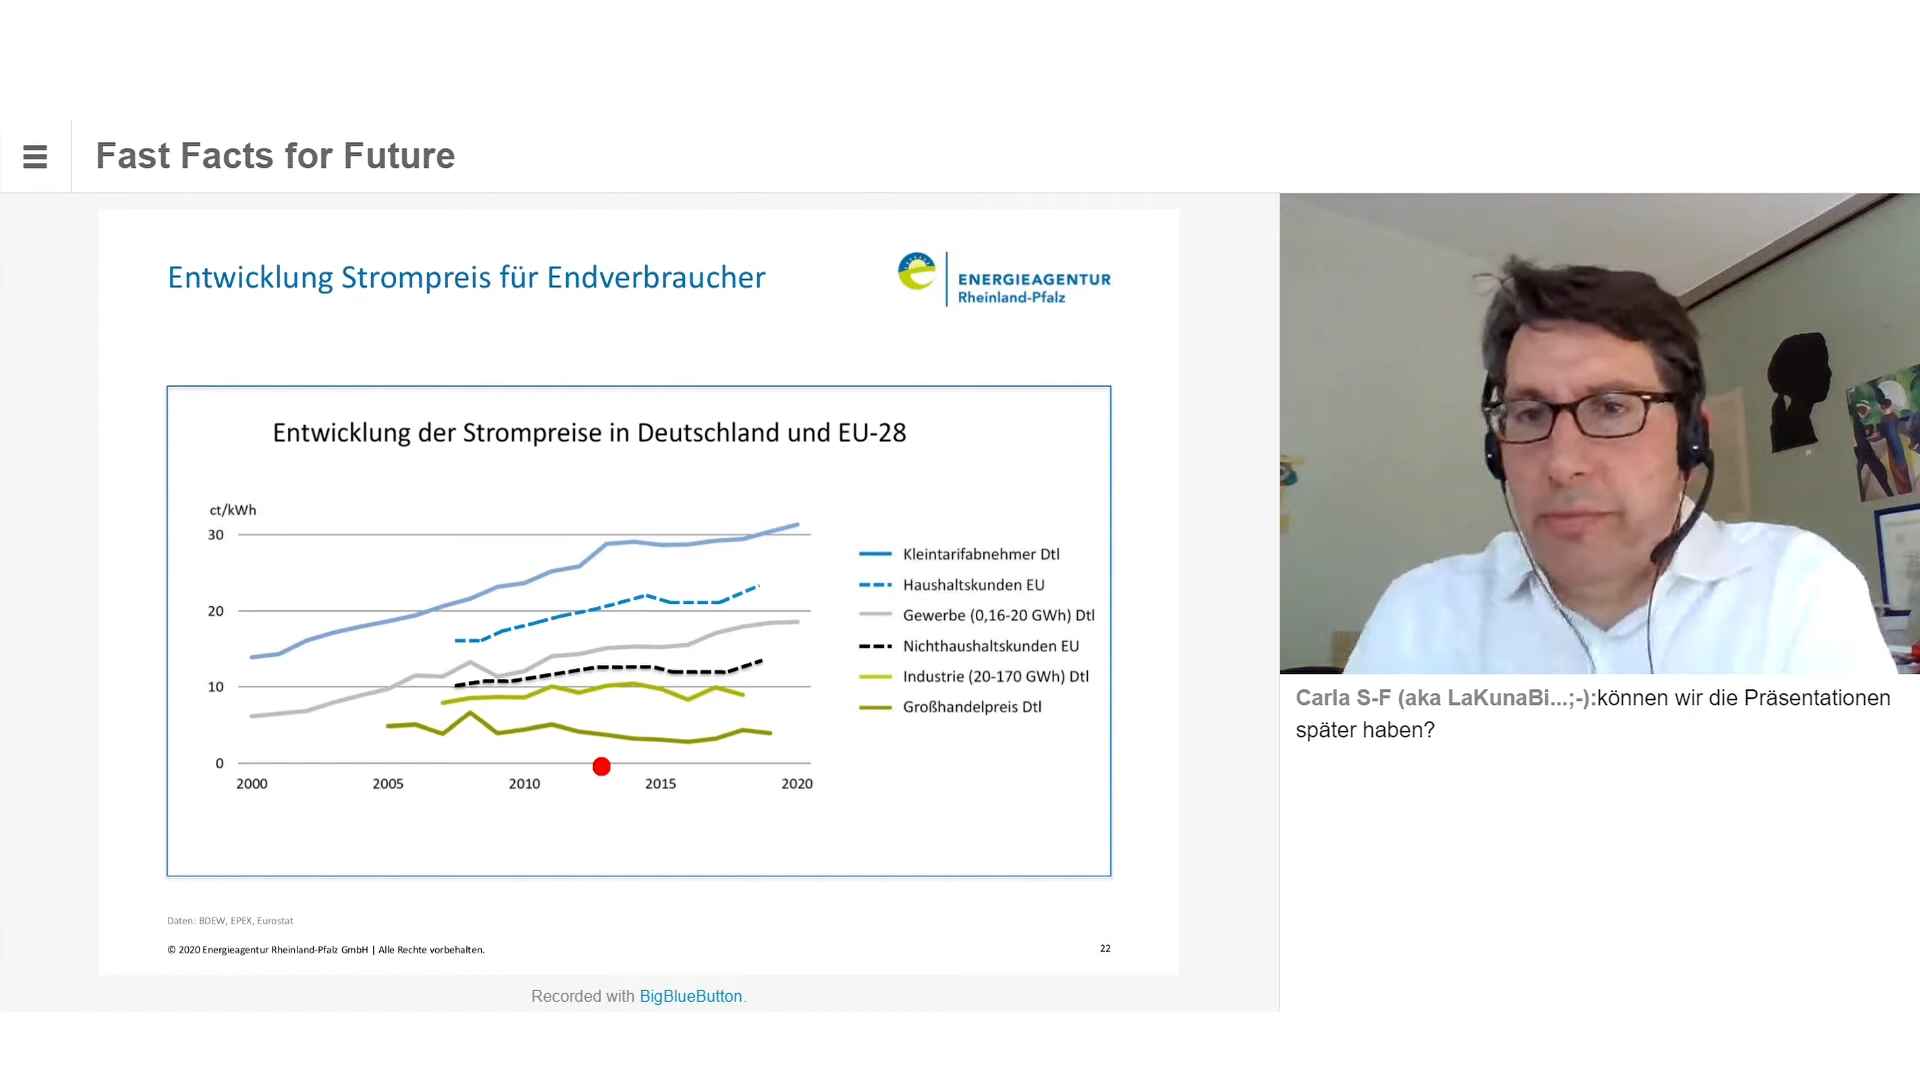 Fast Facts for Future
Entwicklung Strompreis für Endverbraucher
ENERGIEAGENTUR
Rheinland-Pfalz
Entwicklung der Strompreise in Deutschland und EU-28
ct/kWh
30
20
10
0
2000 2005 2010 2015 2020
Kleintarifabnehmer Dtl
Haushaltskunden EU
Gewerbe (0,16-20 GWh) Dtl
Nichthaushaltskunden EU
Industrie (20-170 GWh) Dtl
Großhandelpreis Dtl
Daten: BDEW, EPEX, Eurostat
© 2020 Energieagentur Rheinland-Pfalz GmbH | Alle Rechte vorbehalten.
22
Recorded with BigBlueButton.
Carla S-F (aka LaKunaBi...;-):können wir die Präsentationen
später haben?